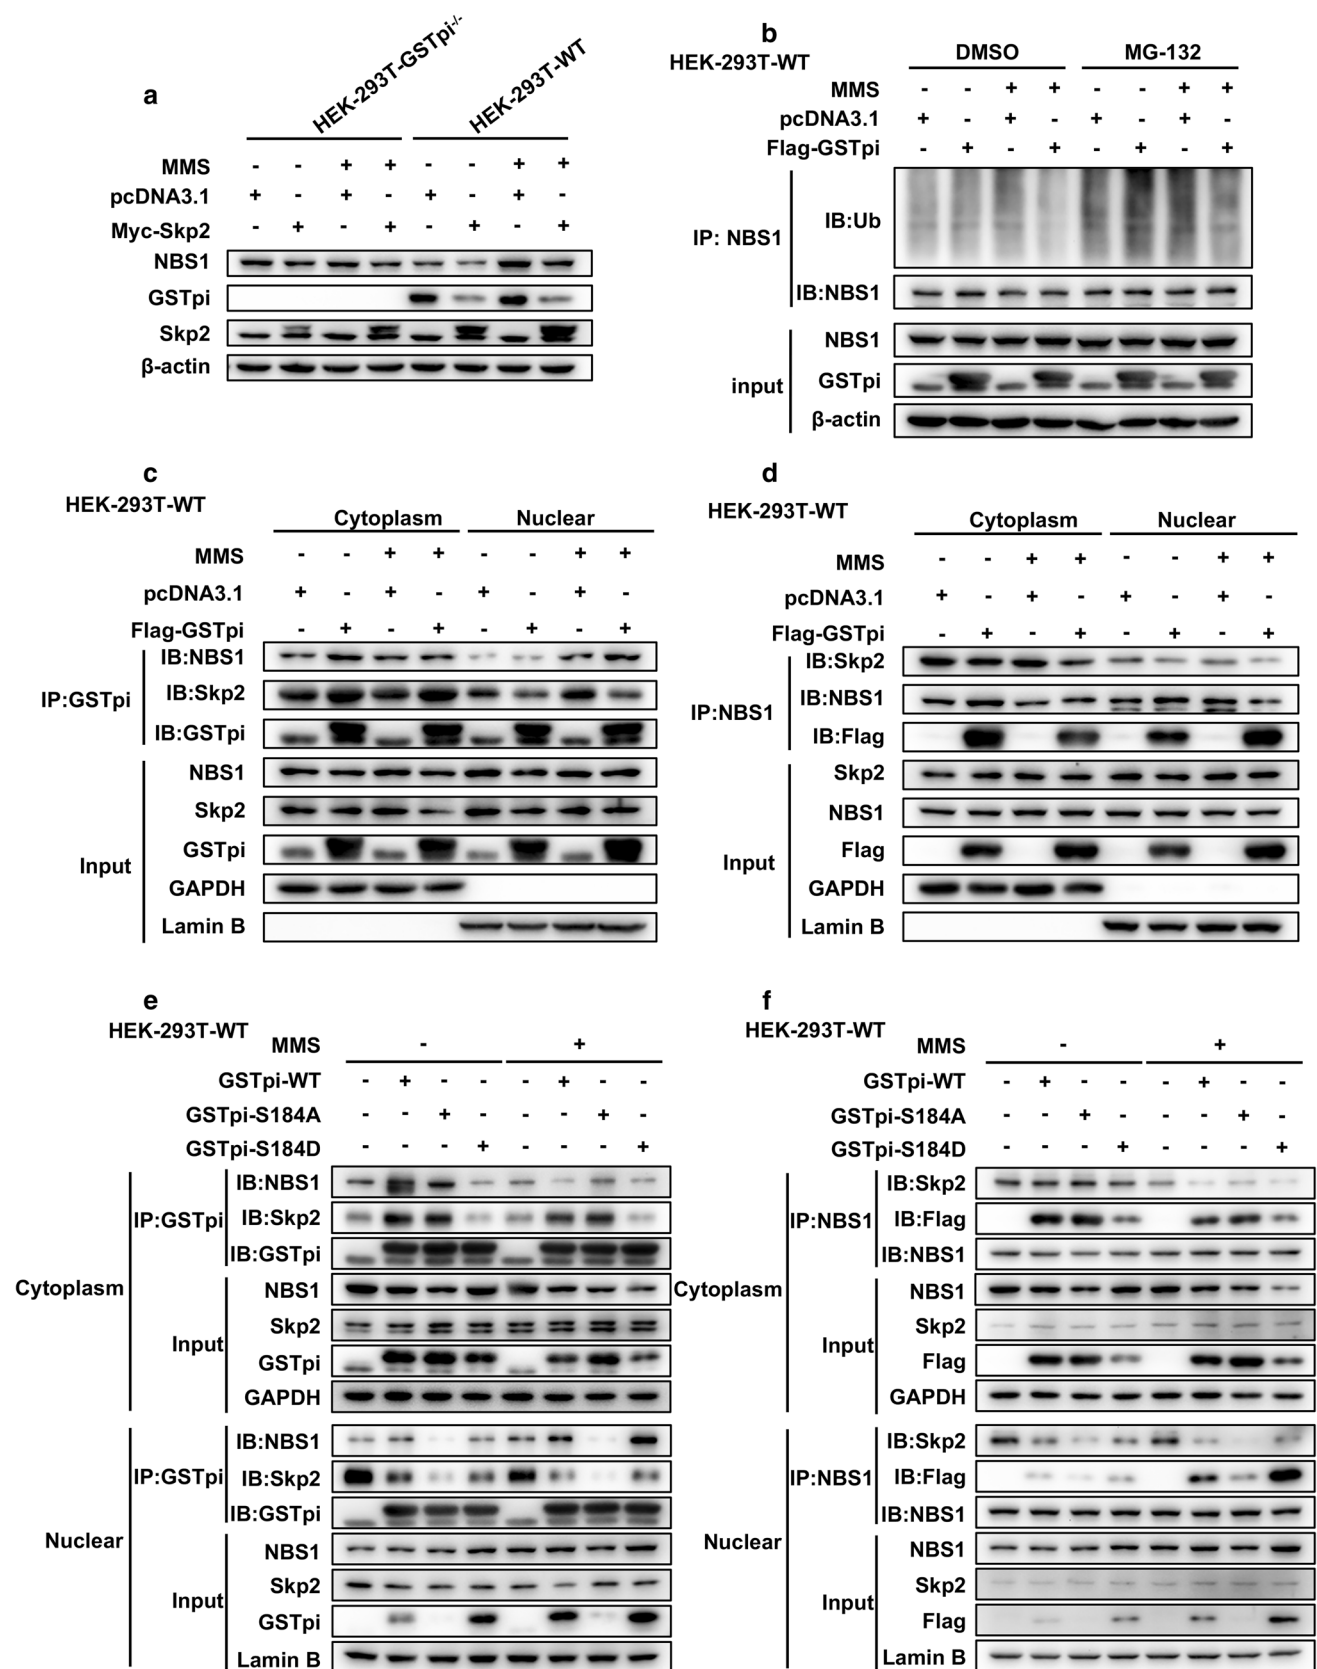 a
HEK-293T-GSTpi-/-
HEK-293T-WT
MMS - - + + - - + +
pcDNA3.1 + - + - + - + -
Myc-Skp2 - + - + - + - +
NBS1
GSTpi
Skp2
β-actin
b
HEK-293T-WT
DMSO MG-132
MMS - - + + - - + +
pcDNA3.1 + - + - + - + -
Flag-GSTpi - + - + - + - +
IP: NBS1
IB:Ub
IB:NBS1
input
NBS1
GSTpi
β-actin
c
HEK-293T-WT
Cytoplasm Nuclear
MMS - - + + - - + +
pcDNA3.1 + - + - + - + -
Flag-GSTpi - + - + - + - +
IP:GSTpi
IB:NBS1
IB:Skp2
IB:GSTpi
Input
NBS1
Skp2
GSTpi
GAPDH
Lamin B
d
HEK-293T-WT
Cytoplasm Nuclear
MMS - - + + - - + +
pcDNA3.1 + - + - + - + -
Flag-GSTpi - + - + - + - +
IP:NBS1
IB:Skp2
IB:NBS1
IB:Flag
Input
Skp2
NBS1
Flag
GAPDH
Lamin B
e
HEK-293T-WT
MMS - +
GSTpi-WT - + - - - + - -
GSTpi-S184A - - + - - - + -
GSTpi-S184D - - - + - - - +
Cytoplasm
IP:GSTpi
IB:NBS1
IB:Skp2
IB:GSTpi
Input
NBS1
Skp2
GSTpi
GAPDH
Nuclear
IP:GSTpi
IB:NBS1
IB:Skp2
IB:GSTpi
Input
NBS1
Skp2
GSTpi
Lamin B
f
HEK-293T-WT
MMS - +
GSTpi-WT - + - - - + - -
GSTpi-S184A - - + - - - + -
GSTpi-S184D - - - + - - - +
Cytoplasm
IP:NBS1
IB:Skp2
IB:Flag
IB:NBS1
Input
NBS1
Skp2
Flag
GAPDH
Nuclear
IP:NBS1
IB:Skp2
IB:Flag
IB:NBS1
Input
NBS1
Skp2
Flag
Lamin B